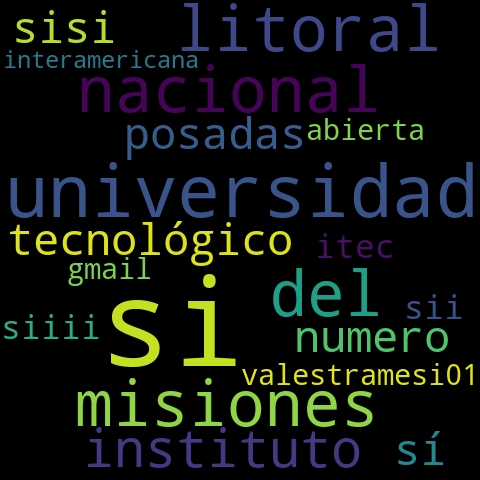 sisi litoral
interamericana
nacional
posadas abierta
universidad
tecnológico itec
gmail
si del sii
siiii numero
valestramesi01
misiones
instituto sí